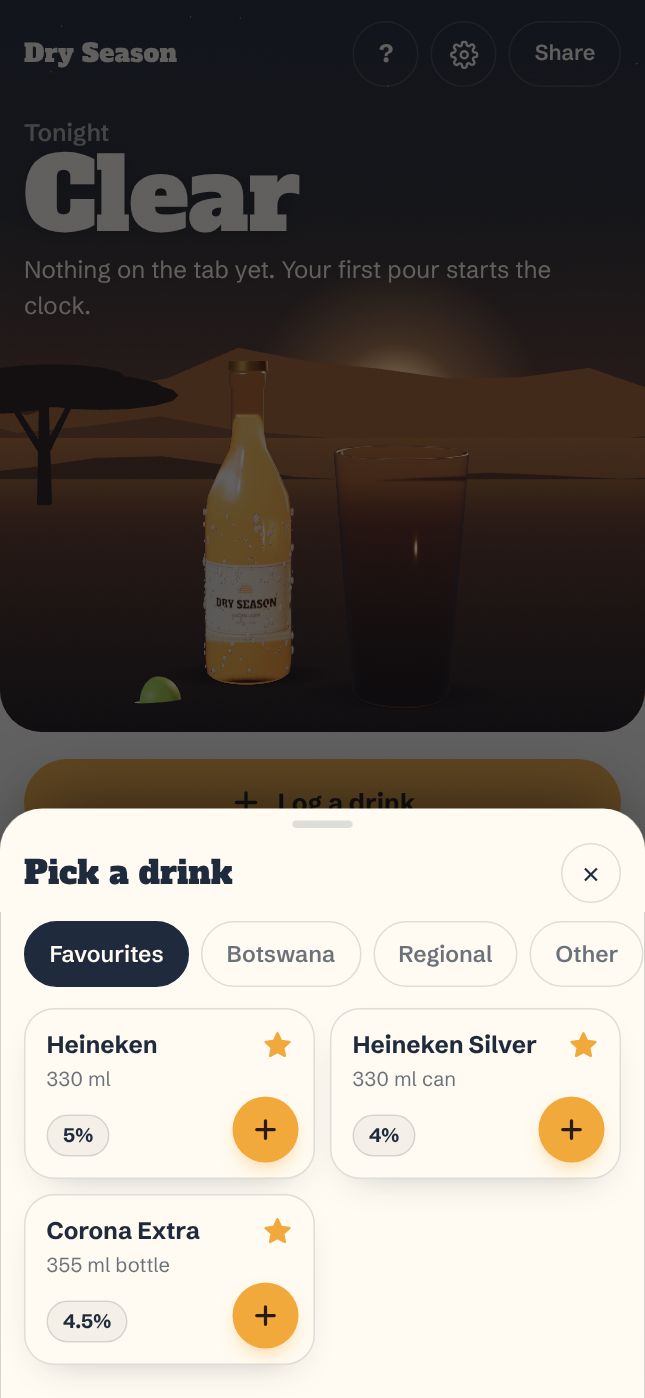 Dry Season
?
Share
Tonight
Clear
Nothing on the tab yet. Your first pour starts the
clock.
DRY SEASON
+ Log a drink
Pick a drink
×
Favourites
Botswana
Regional
Other
Heineken
330 ml
5%
+
Heineken Silver
330 ml can
4%
+
Corona Extra
355 ml bottle
4.5%
+